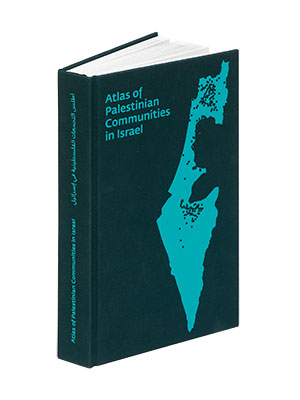 Atlas of
Palestinian
Communities
in Israel
أطلس التجمعات الفلسطينية في إسرائيل
Atlas of Palestinian Communities in Israel